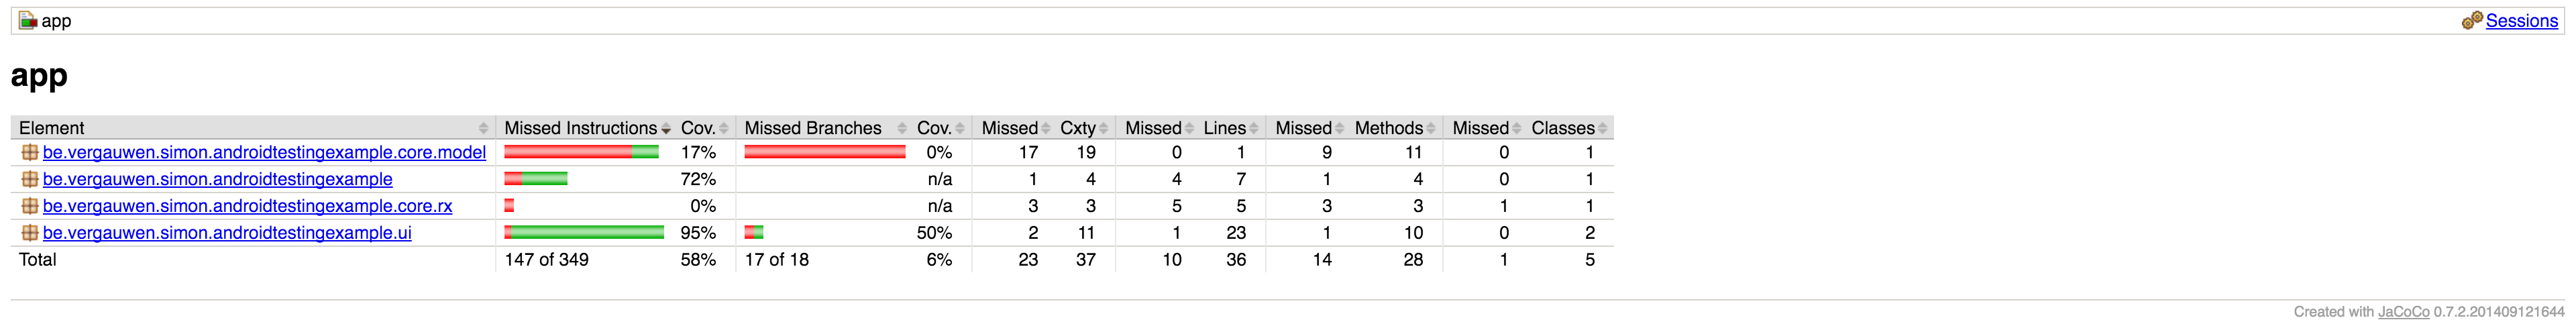 app Sessions
app
Element Missed Instructions Cov. Missed Branches Cov. Missed Cxty Missed Lines Missed Methods Missed Classes
be.vergauwen.simon.androidtestingexample.core.model 17% 0% 17 19 0 1 9 11 0 1
be.vergauwen.simon.androidtestingexample 72% n/a 1 4 4 7 1 4 0 1
be.vergauwen.simon.androidtestingexample.core.rx 0% n/a 3 3 5 5 3 3 1 1
be.vergauwen.simon.androidtestingexample.ui 95% 50% 2 11 1 23 1 10 0 2
Total 147 of 349 58% 17 of 18 6% 23 37 10 36 14 28 1 5
Created with JaCoCo 0.7.2.201409121644